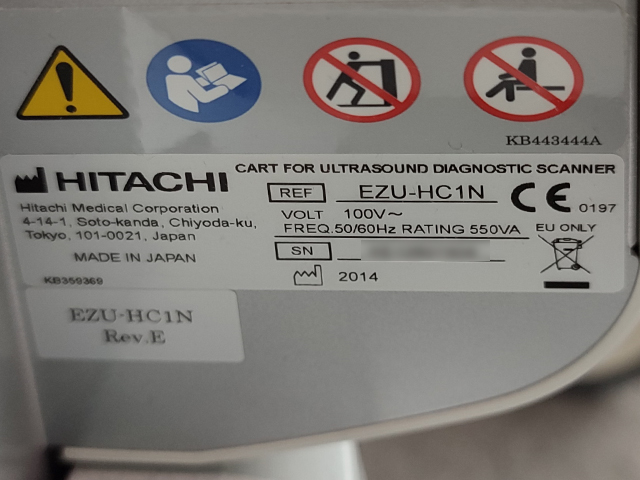 KB443444A
CART FOR ULTRASOUND DIAGNOSTIC SCANNER
HITACHI
REF EZU-HC1N
CE 0197
Hitachi Medical Corporation
4-14-1, Soto-kanda, Chiyoda-ku,
Tokyo, 101-0021, Japan
MADE IN JAPAN
KB359369
VOLT 100V~
FREQ.50/60Hz RATING 550VA
EU ONLY
SN
2014
EZU-HC1N
Rev.E